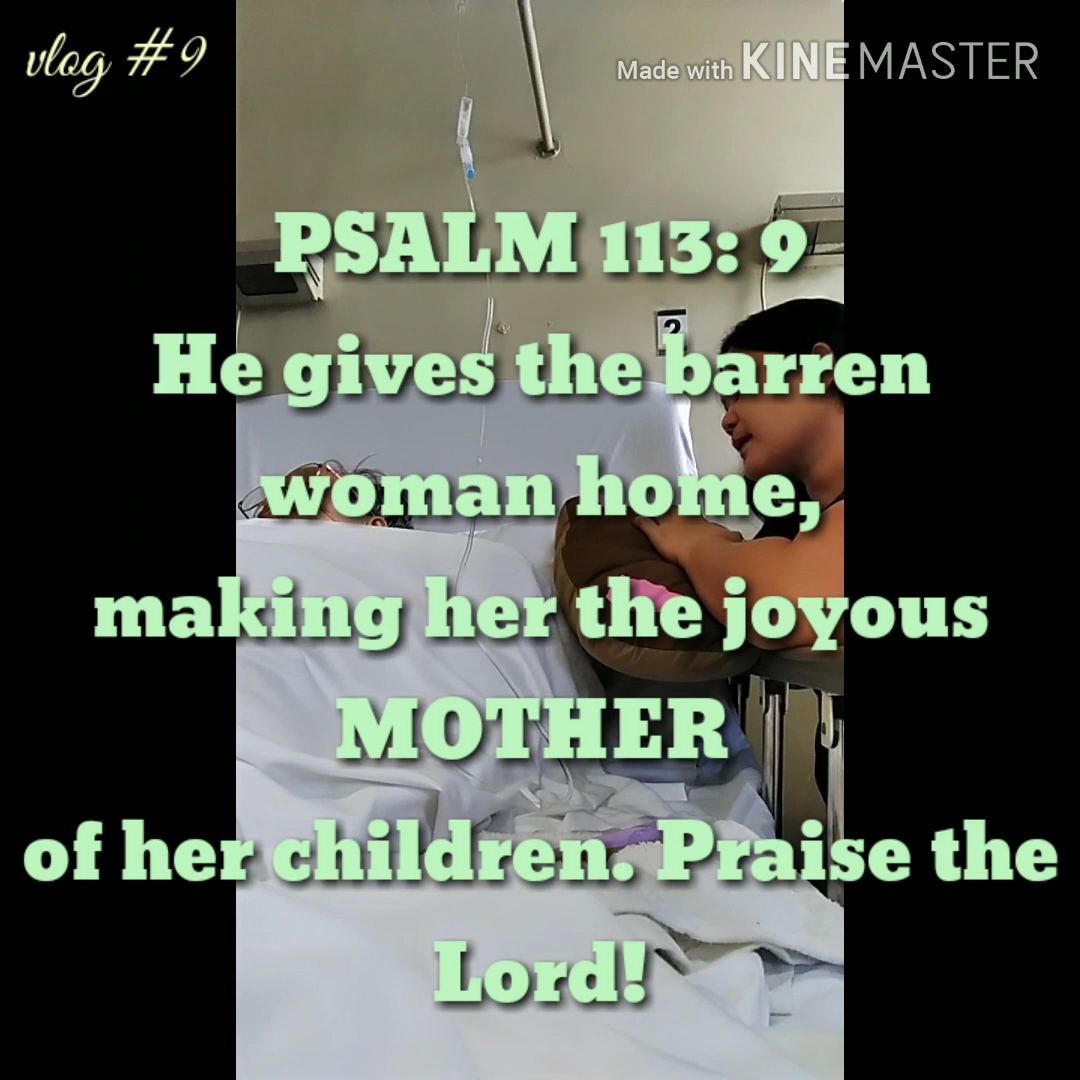 vlog #9
Made with KINEMASTER
PSALM 113: 9
2
He gives the barren
woman home,
making her the joyous
MOTHER
of her children. Praise the
Lord!